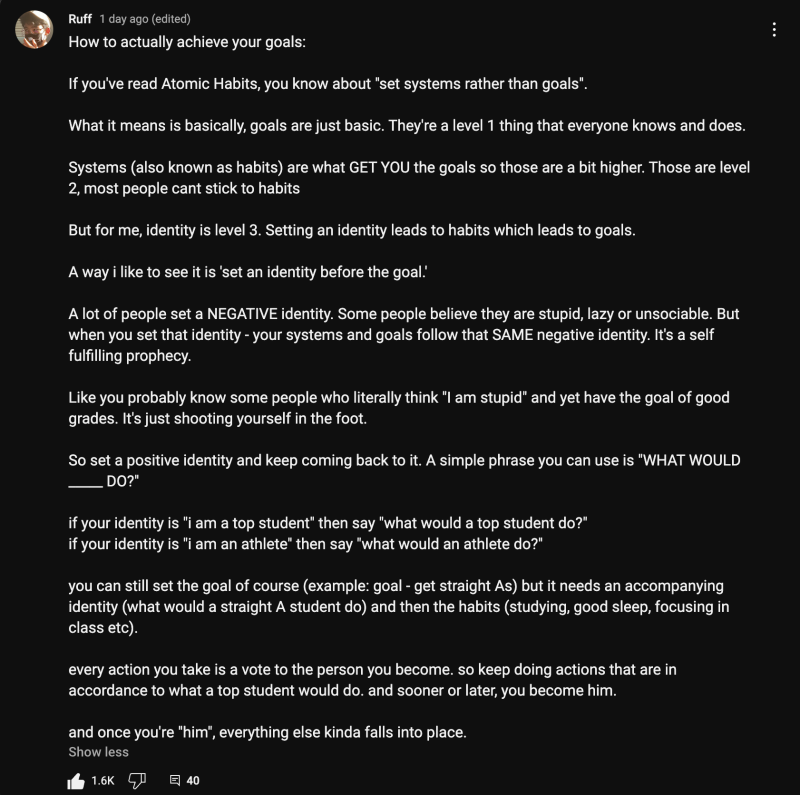 Ruff 1 day ago (edited)
How to actually achieve your goals:
If you've read Atomic Habits, you know about "set systems rather than goals".
What it means is basically, goals are just basic. They're a level 1 thing that everyone knows and does.
Systems (also known as habits) are what GET YOU the goals so those are a bit higher. Those are level
2, most people cant stick to habits
But for me, identity is level 3. Setting an identity leads to habits which leads to goals.
A way i like to see it is 'set an identity before the goal.'
A lot of people set a NEGATIVE identity. Some people believe they are stupid, lazy or unsociable. But
when you set that identity - your systems and goals follow that SAME negative identity. It's a self
fulfilling prophecy.
Like you probably know some people who literally think "I am stupid" and yet have the goal of good
grades. It's just shooting yourself in the foot.
So set a positive identity and keep coming back to it. A simple phrase you can use is "WHAT WOULD
_____ DO?"
if your identity is "i am a top student" then say "what would a top student do?"
if your identity is "i am an athlete" then say "what would an athlete do?"
you can still set the goal of course (example: goal - get straight As) but it needs an accompanying
identity (what would a straight A student do) and then the habits (studying, good sleep, focusing in
class etc).
every action you take is a vote to the person you become. so keep doing actions that are in
accordance to what a top student would do. and sooner or later, you become him.
and once you're "him", everything else kinda falls into place.
Show less
1.6K 40